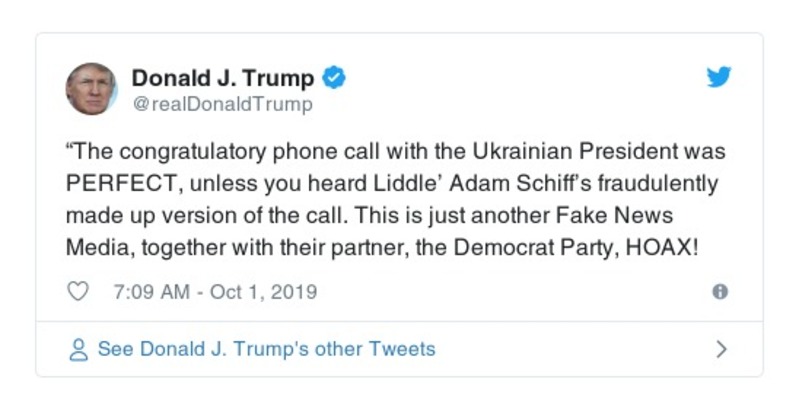 Donald J. Trump
@realDonaldTrump
“The congratulatory phone call with the Ukrainian President was
PERFECT, unless you heard Liddle’ Adam Schiff’s fraudulently
made up version of the call. This is just another Fake News
Media, together with their partner, the Democrat Party, HOAX!
7:09 AM - Oct 1, 2019
See Donald J. Trump's other Tweets